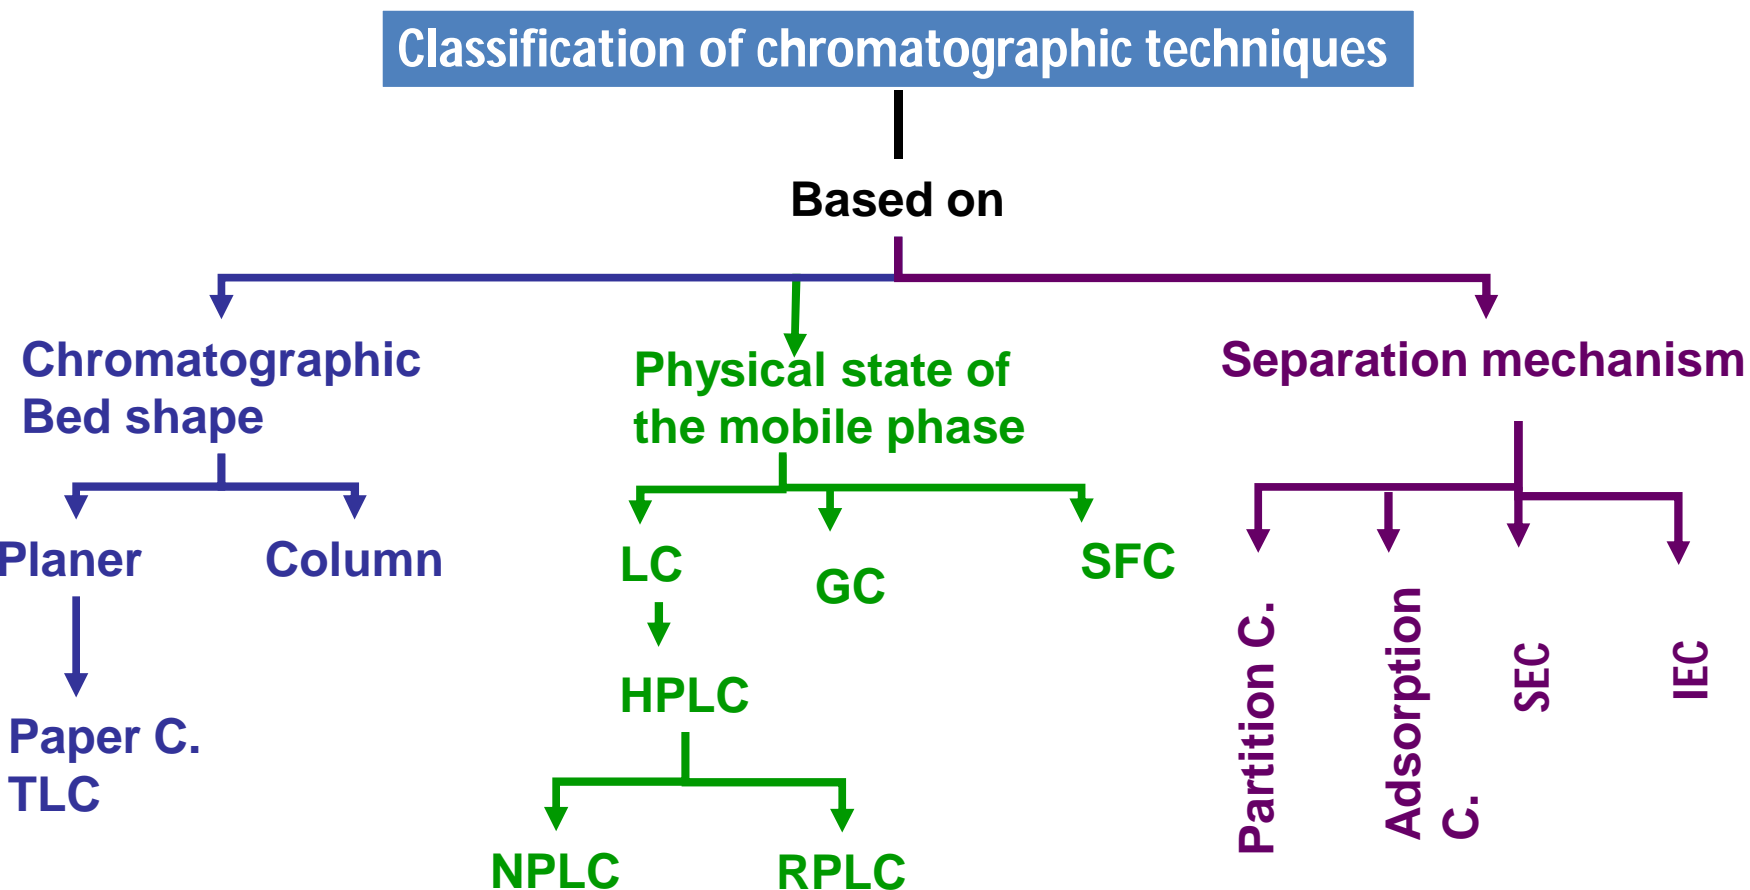 Classification of chromatographic techniques
Based on
Chromatographic
Bed shape
Physical state of
the mobile phase
Separation mechanism
Planer
Column
LC
GC
SFC
Partition C.
Adsorption
C.
SEC
IEC
HPLC
Paper C.
TLC
NPLC
RPLC